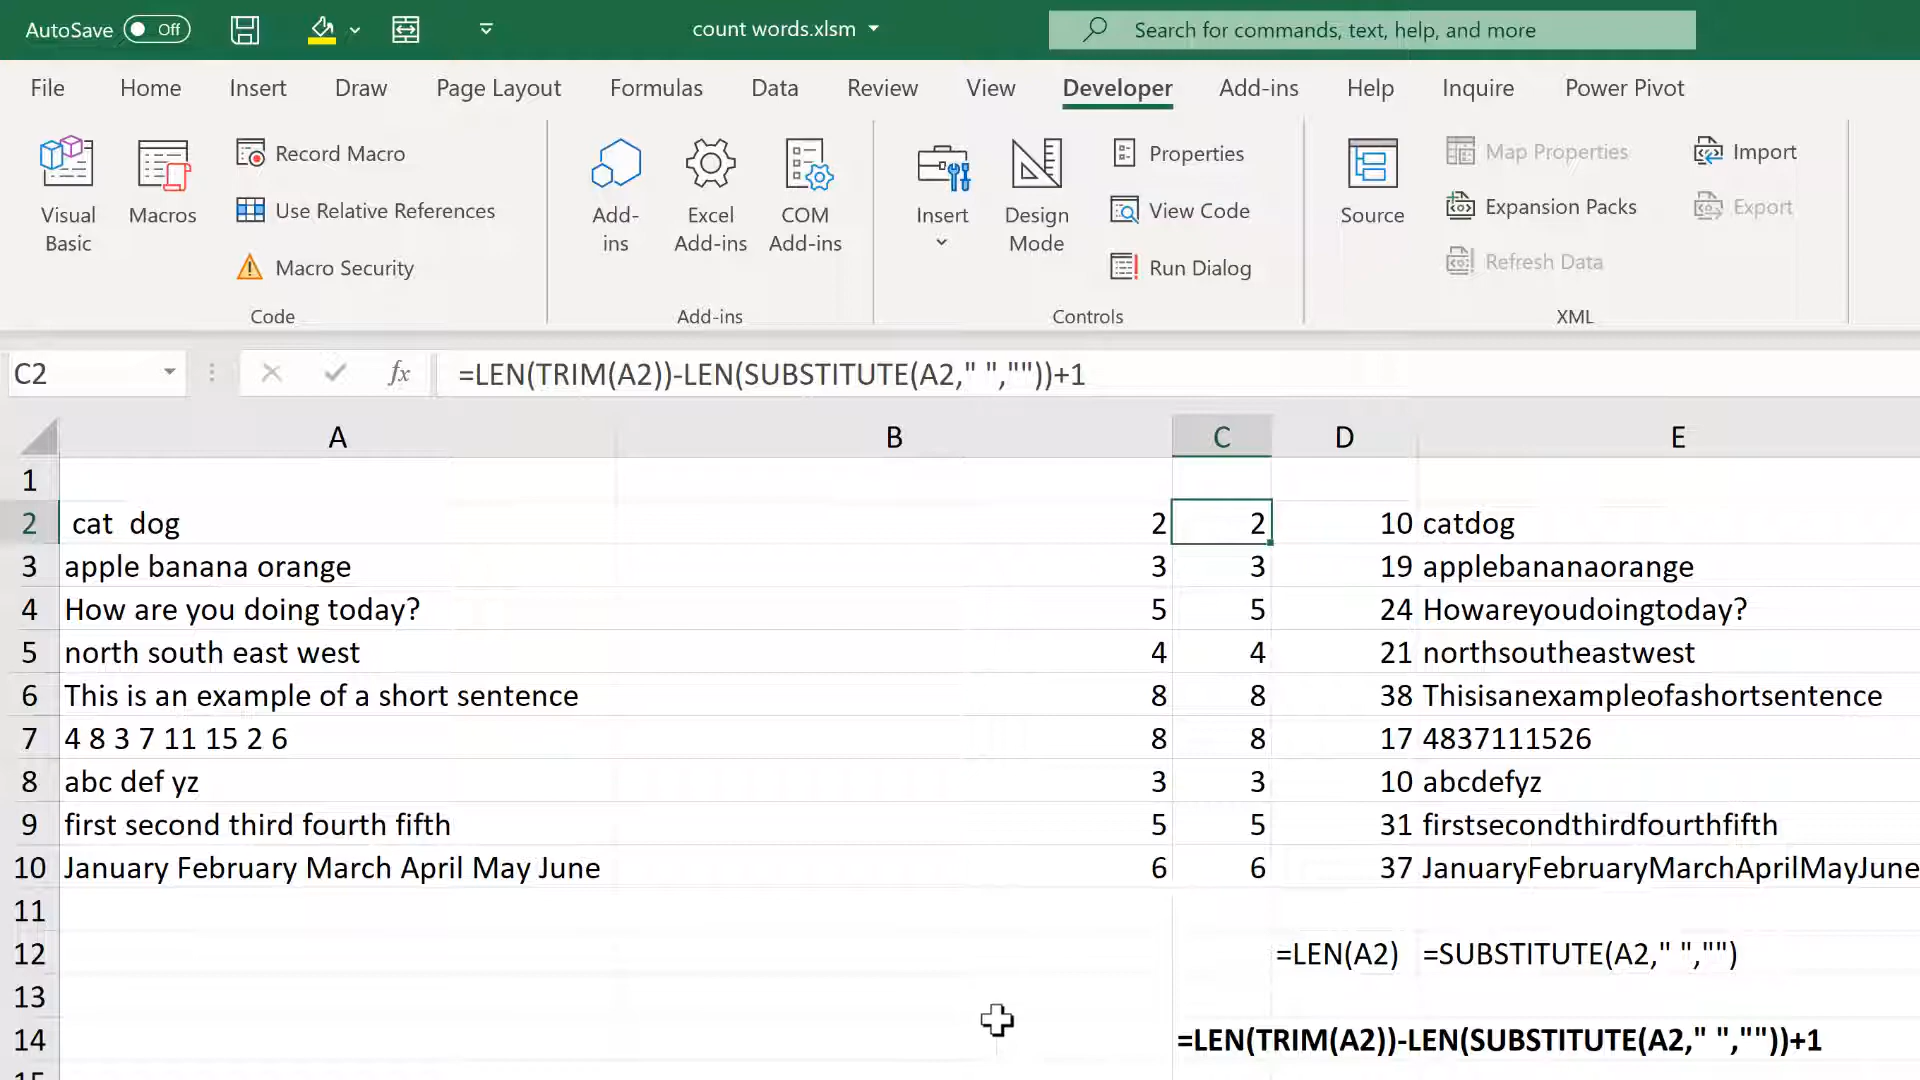 AutoSave Off count words.xlsm Search for commands, text, help, and more
File Home Insert Draw Page Layout Formulas Data Review View Developer Add-ins Help Inquire Power Pivot
Visual Basic
Macros
Record Macro
Use Relative References
Macro Security
Code
Add-ins
Excel Add-ins
COM Add-ins
Add-ins
Insert
Design Mode
Properties
View Code
Run Dialog
Controls
Source
Map Properties
Expansion Packs
Refresh Data
Import
Export
XML
C2 fx =LEN(TRIM(A2))-LEN(SUBSTITUTE(A2," ",""))+1
A B C D E
1
2 cat  dog 2 2 10 catdog
3 apple banana orange 3 3 19 applebananaorange
4 How are you doing today? 5 5 24 Howareyoudoingtoday?
5 north south east west 4 4 21 northsoutheastwest
6 This is an example of a short sentence 8 8 38 Thisisanexampleofashortsentence
7 4 8 3 7 11 15 2 6 8 8 17 4837111526
8 abc def yz 3 3 10 abcdefyz
9 first second third fourth fifth 5 5 31 firstsecondthirdfourthfifth
10 January February March April May June 6 6 37 JanuaryFebruaryMarchAprilMayJune
11
12 =LEN(A2) =SUBSTITUTE(A2," ","")
13
14 =LEN(TRIM(A2))-LEN(SUBSTITUTE(A2," ",""))+1
15